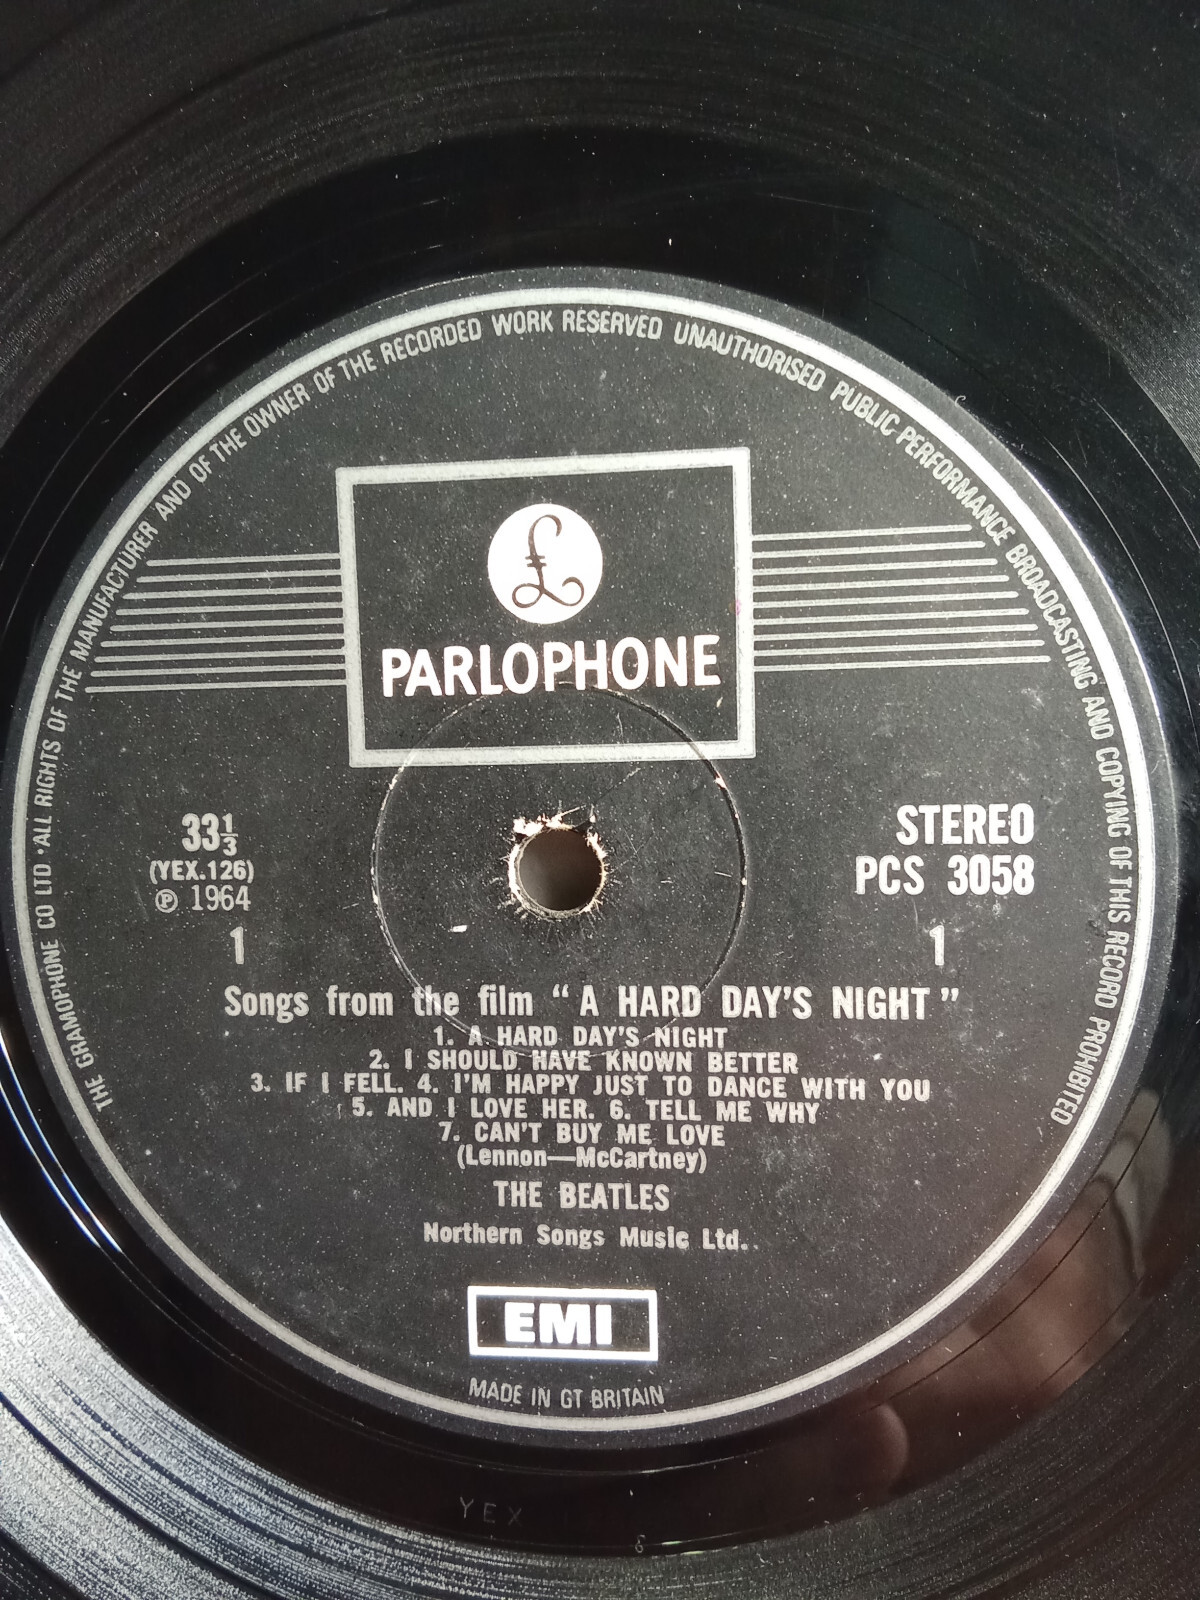 THE GRAMOPHONE CO LTD · ALL RIGHTS OF THE MANUFACTURER AND OF THE OWNER OF THE RECORDED WORK RESERVED UNAUTHORISED PUBLIC PERFORMANCE BROADCASTING AND COPYING OF THIS RECORD PROHIBITED
£
PARLOPHONE
33⅓
(YEX.126)
℗ 1964
1
STEREO
PCS 3058
1
Songs from the film “A HARD DAY'S NIGHT”
1. A HARD DAY'S NIGHT
2. I SHOULD HAVE KNOWN BETTER
3. IF I FELL. 4. I'M HAPPY JUST TO DANCE WITH YOU
5. AND I LOVE HER. 6. TELL ME WHY
7. CAN'T BUY ME LOVE
(Lennon—McCartney)
THE BEATLES
Northern Songs Music Ltd.
EMI
MADE IN GT BRITAIN
YEX